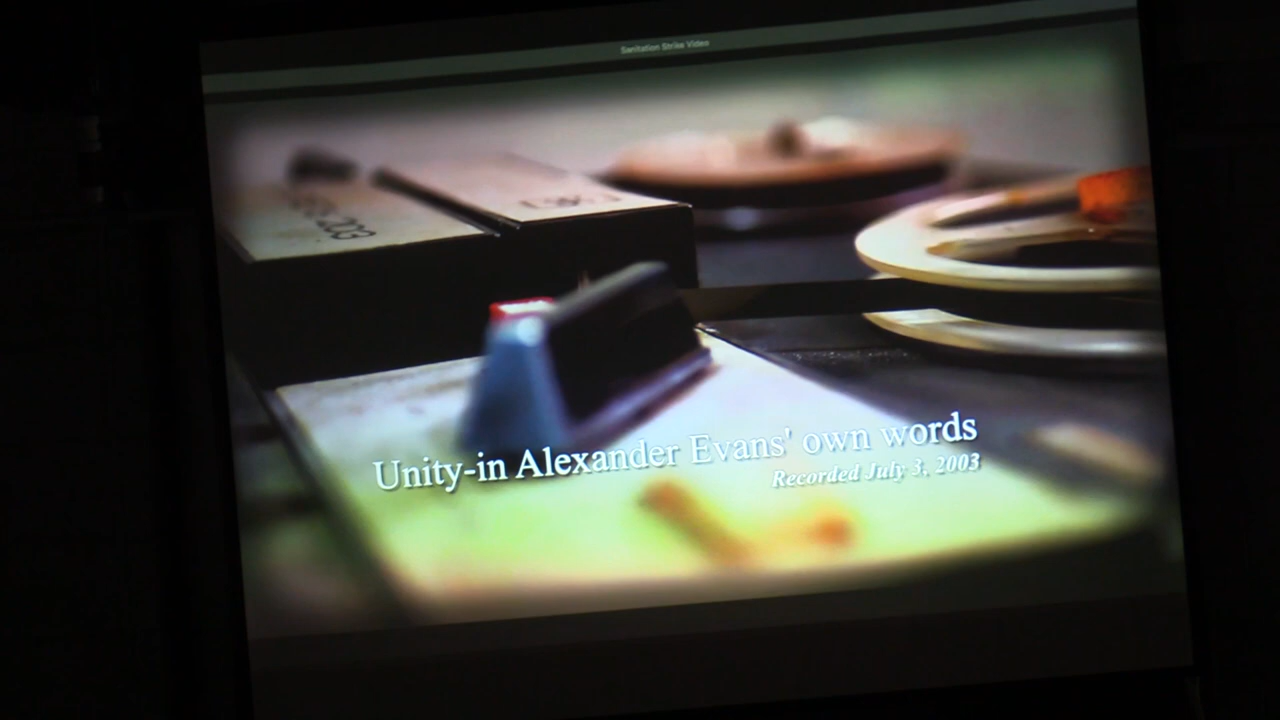 Sanitation Strike Video
Unity-in Alexander Evans' own words
Recorded July 3, 2003